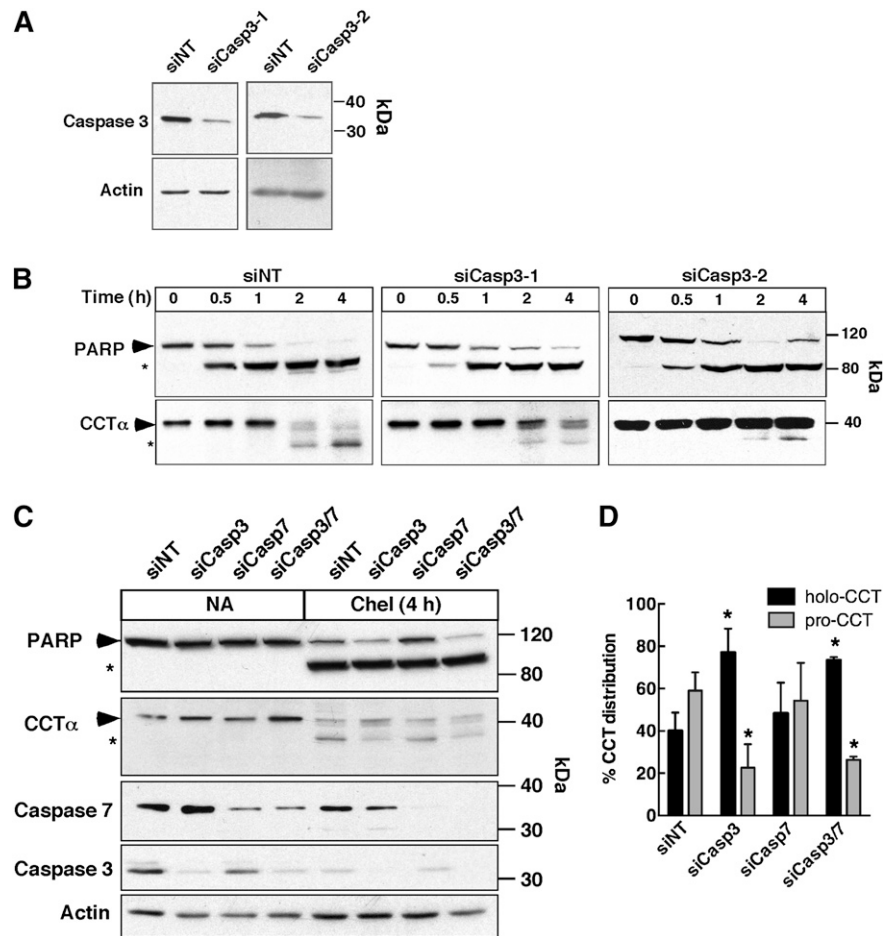 A
siNT siCasp3-1 siNT siCasp3-2
Caspase 3
40
30
kDa
Actin
B
siNT siCasp3-1 siCasp3-2
Time (h) 0 0.5 1 2 4 0 0.5 1 2 4 0 0.5 1 2 4
PARP
*
120
80
kDa
CCTα
*
40
C
siNT siCasp3 siCasp7 siCasp3/7 siNT siCasp3 siCasp7 siCasp3/7
NA Chel (4 h)
PARP
*
120
80
CCTα
*
40
kDa
Caspase 7
40
30
Caspase 3
30
Actin
D
holo-CCT
pro-CCT
% CCT distribution
100
80
60
40
20
0
* * * *
siNT siCasp3 siCasp7 siCasp3/7